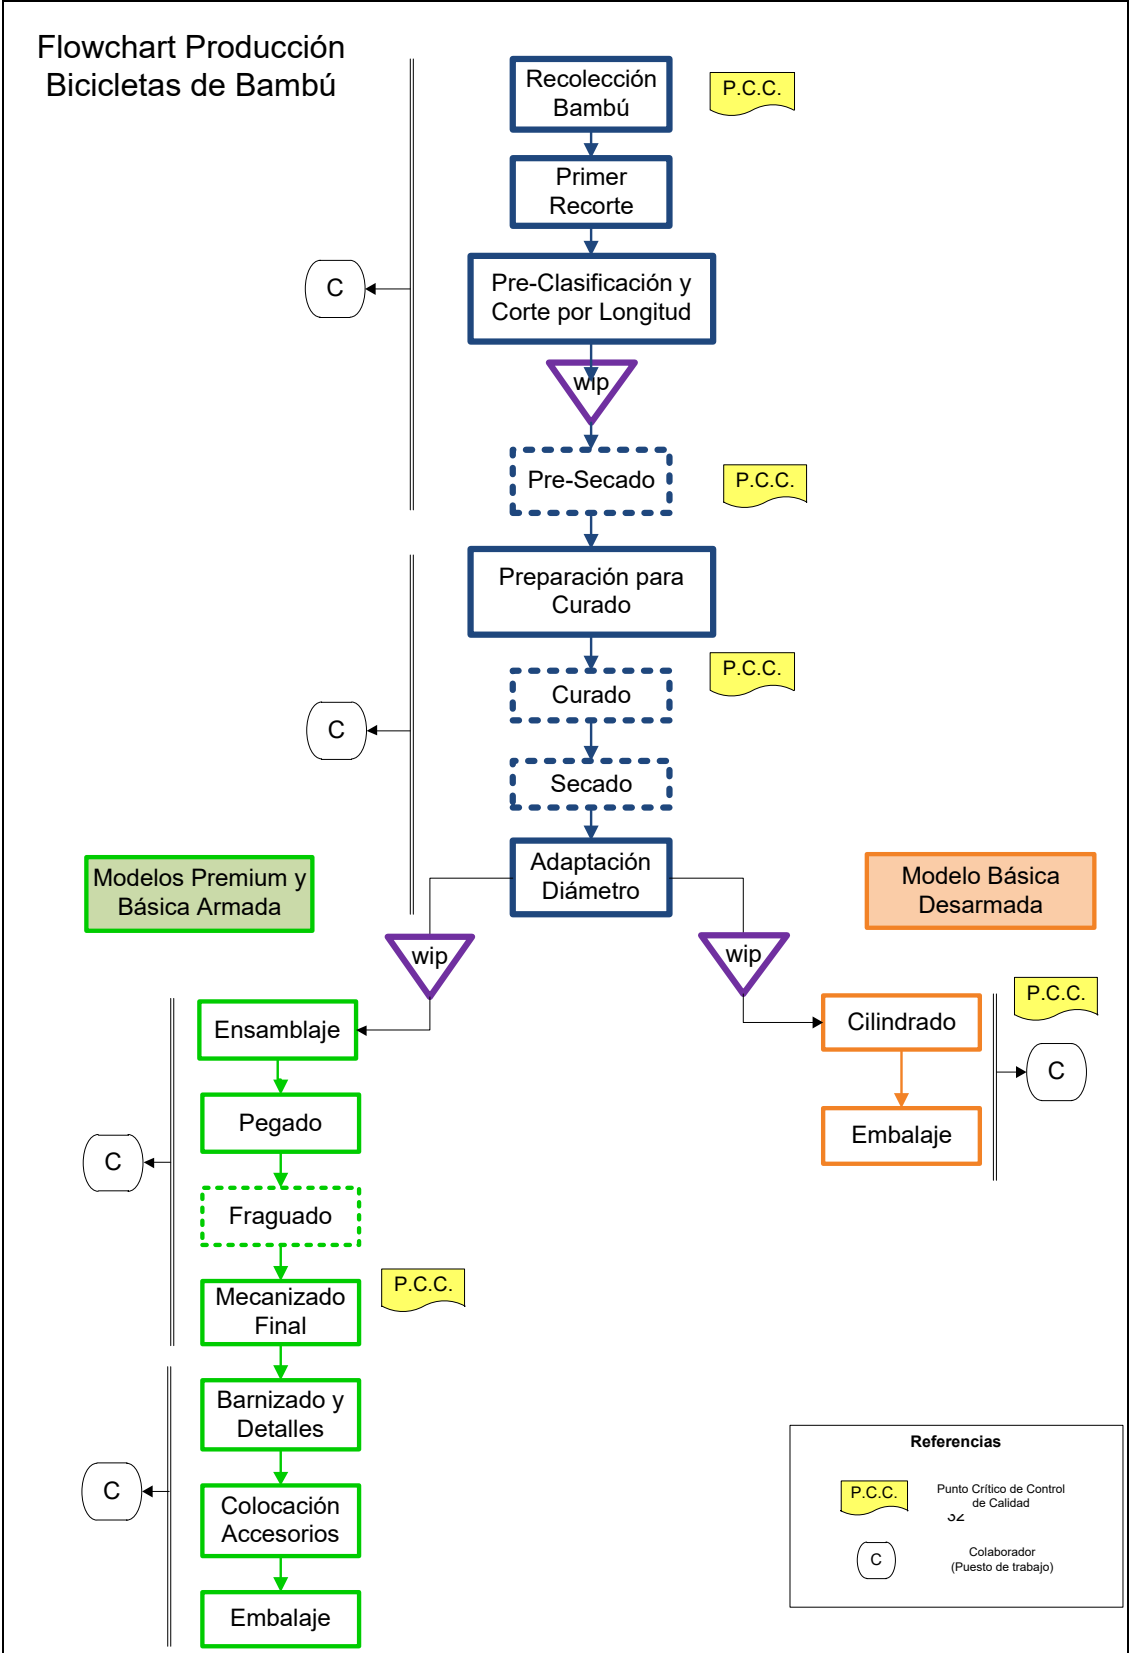 Flowchart Producción
Bicicletas de Bambú
Recolección
Bambú
P.C.C.
Primer
Recorte
Pre-Clasificación y
Corte por Longitud
C
wip
Pre-Secado
P.C.C.
Preparación para
Curado
P.C.C.
Curado
C
Secado
Adaptación
Diámetro
Modelos Premium y
Básica Armada
Modelo Básica
Desarmada
wip
wip
Ensamblaje
Cilindrado
P.C.C.
C
Pegado
Embalaje
C
Fraguado
Mecanizado
Final
P.C.C.
Barnizado y
Detalles
C
Colocación
Accesorios
Embalaje
Referencias
P.C.C.
Punto Crítico de Control
de Calidad
C
Colaborador
(Puesto de trabajo)